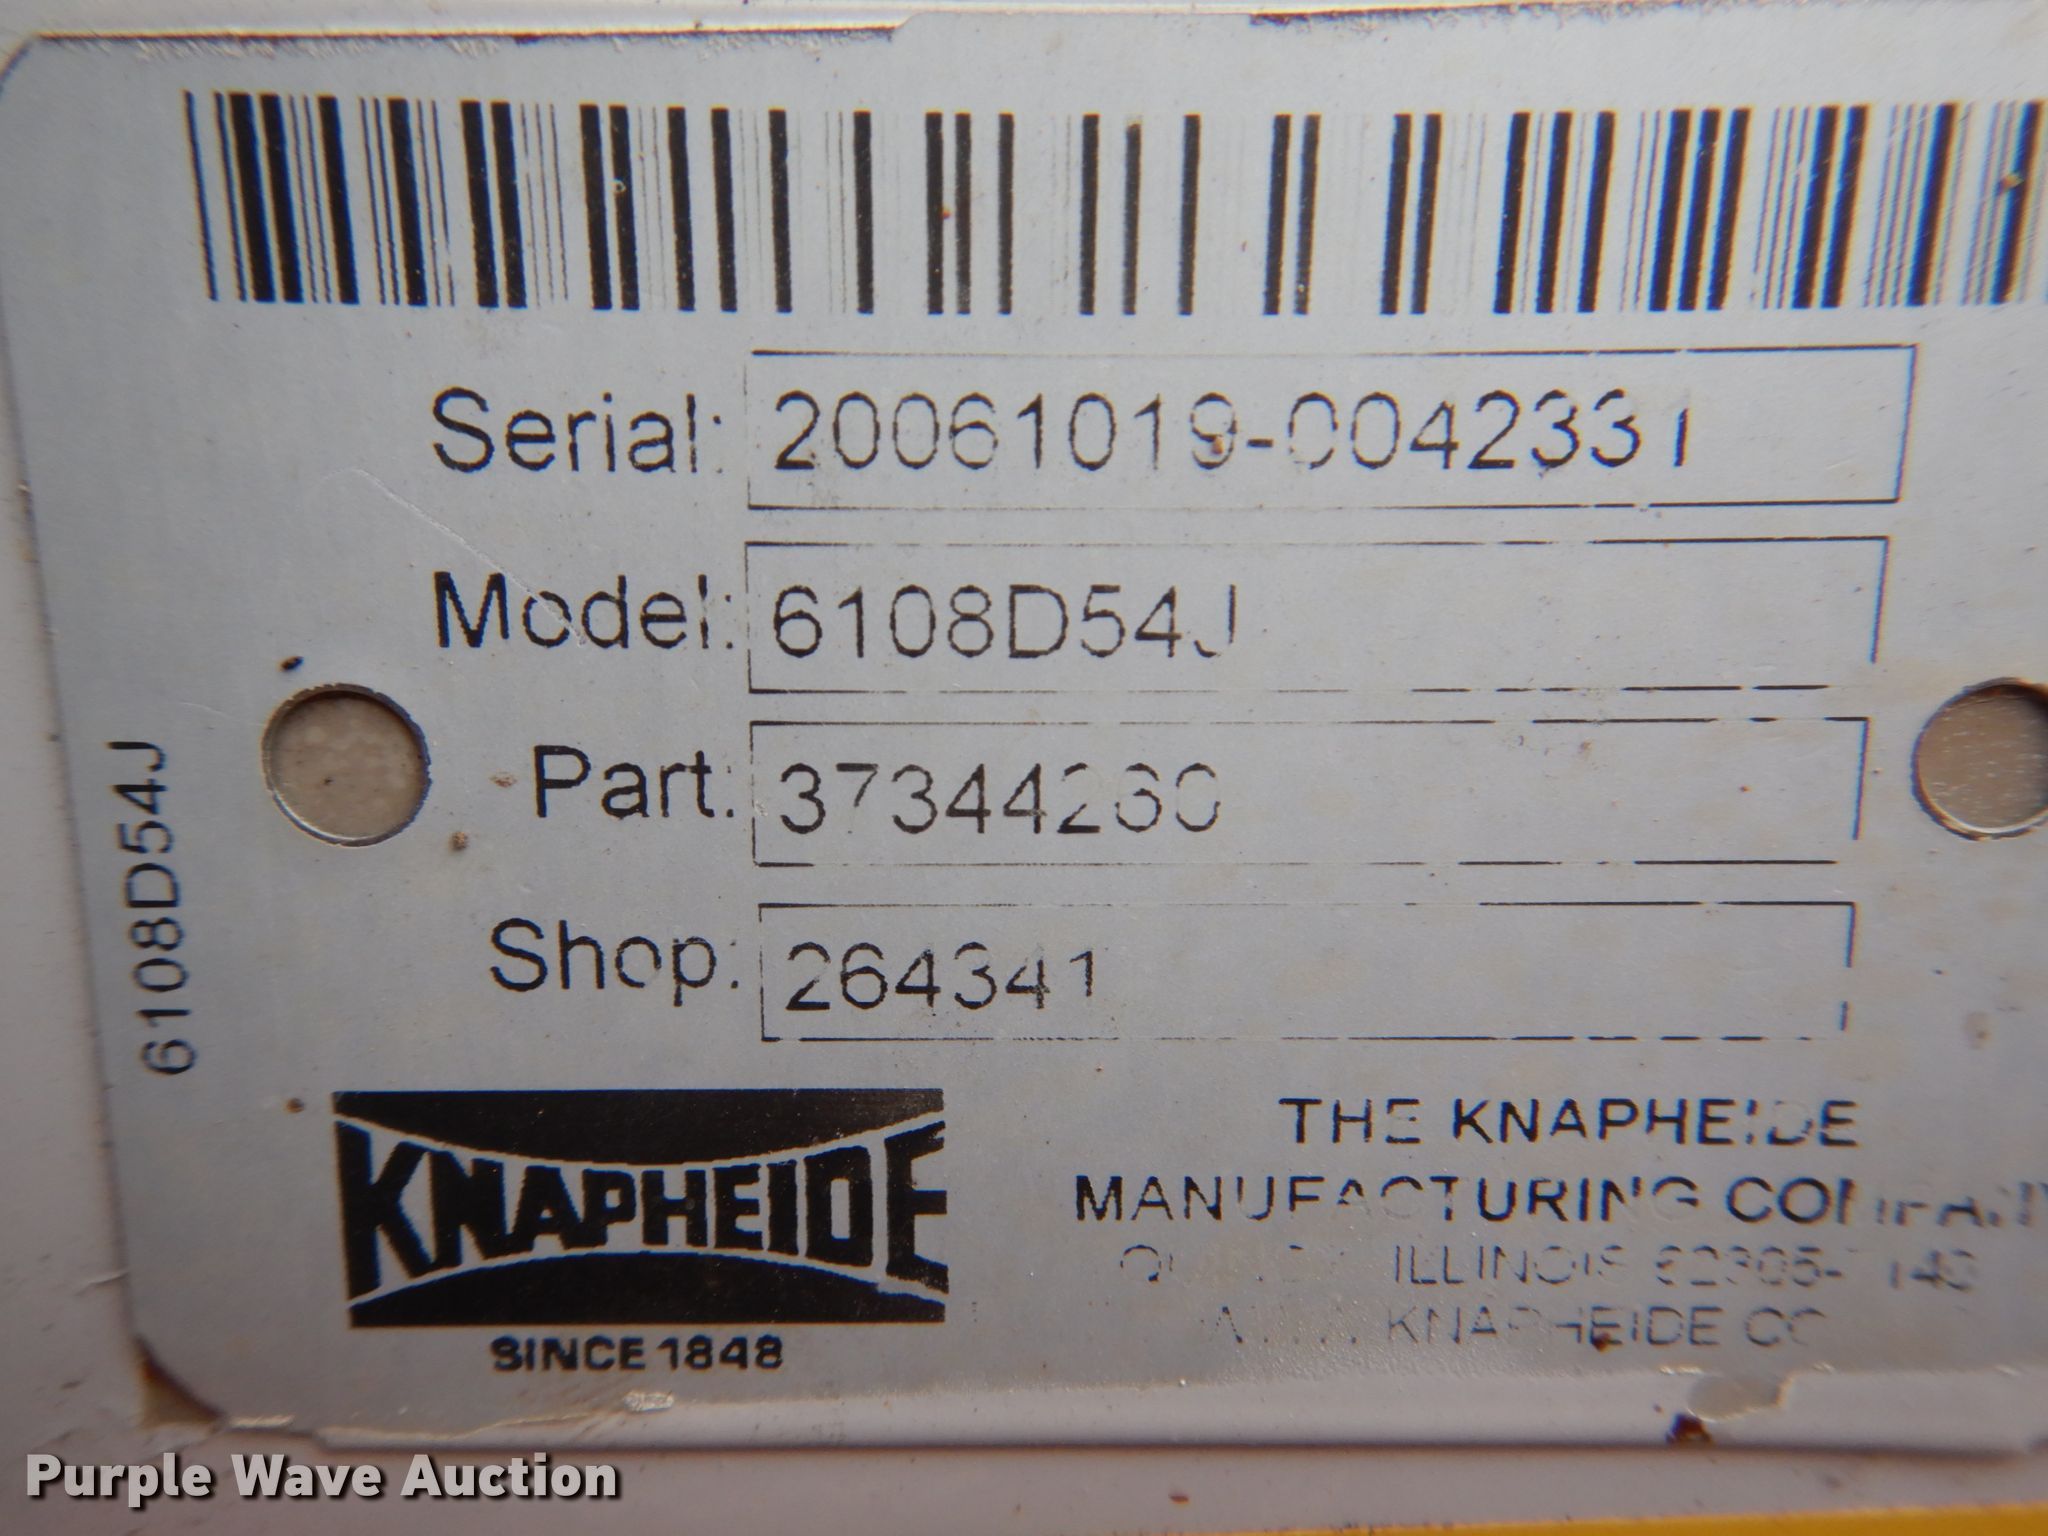 Serial: 20061019-0042331
Model: 6108D54J
Part: 37344260
Shop: 264341
6108D54J
KNAPHEIDE
SINCE 1848
THE KNAPHEIDE
MANUFACTURING COMPANY
ILLINOIS
KNAPHEIDE
Purple Wave Auction